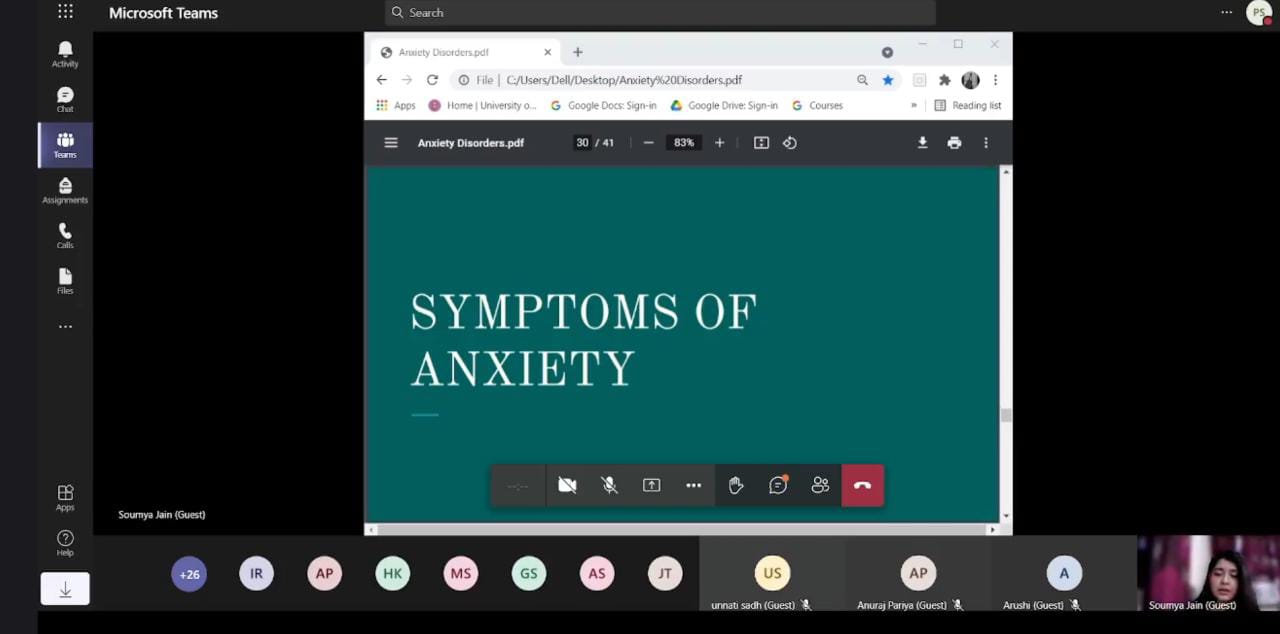 Microsoft Teams
Search
PS
Activity
Chat
Teams
Assignments
Calls
Files
Apps
Help
Anxiety Disorders.pdf
File | C:/Users/Dell/Desktop/Anxiety%20Disorders.pdf
Apps Home | University o... Google Docs: Sign-in Google Drive: Sign-in Courses » Reading list
Anxiety Disorders.pdf 30 / 41 83%
SYMPTOMS OF
ANXIETY
--:--
Soumya Jain (Guest)
+26 IR AP HK MS GS AS JT US AP A
unnati sadh (Guest) Anuraj Pariya (Guest) Arushi (Guest) Soumya Jain (Guest)